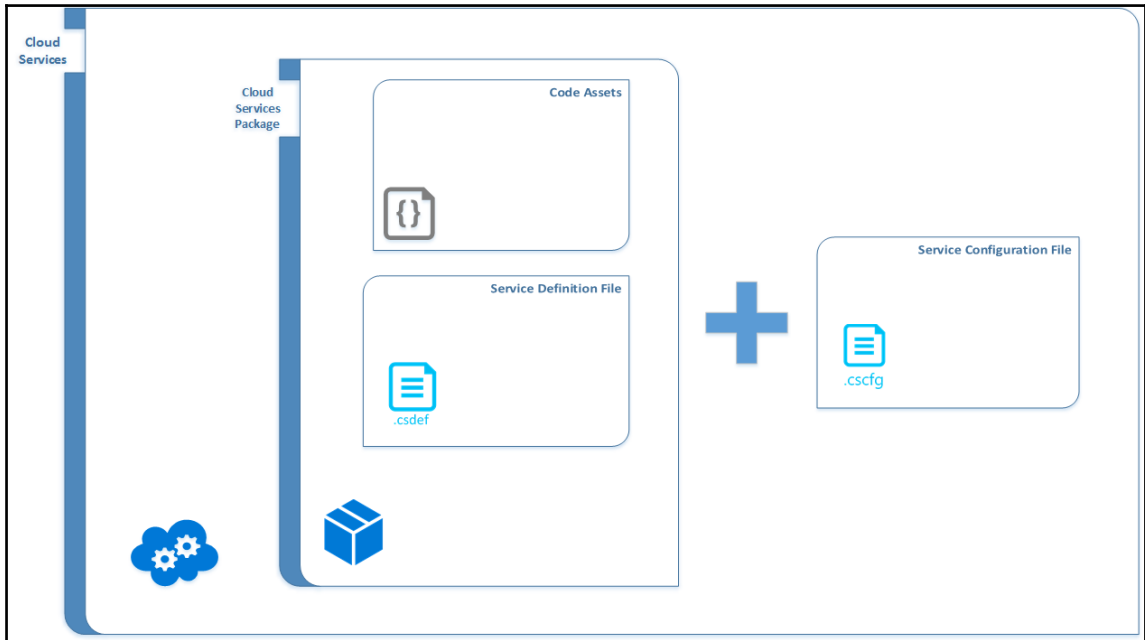 Cloud
Services
Cloud
Services
Package
Code Assets
{}
Service Definition File
.csdef
Service Configuration File
.cscfg